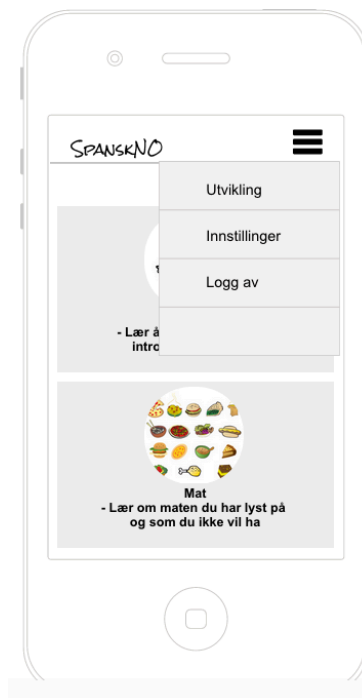 SpanskNO
Utvikling
Innstillinger
Logg av
- Lær å
intro
Mat
- Lær om maten du har lyst på
og som du ikke vil ha